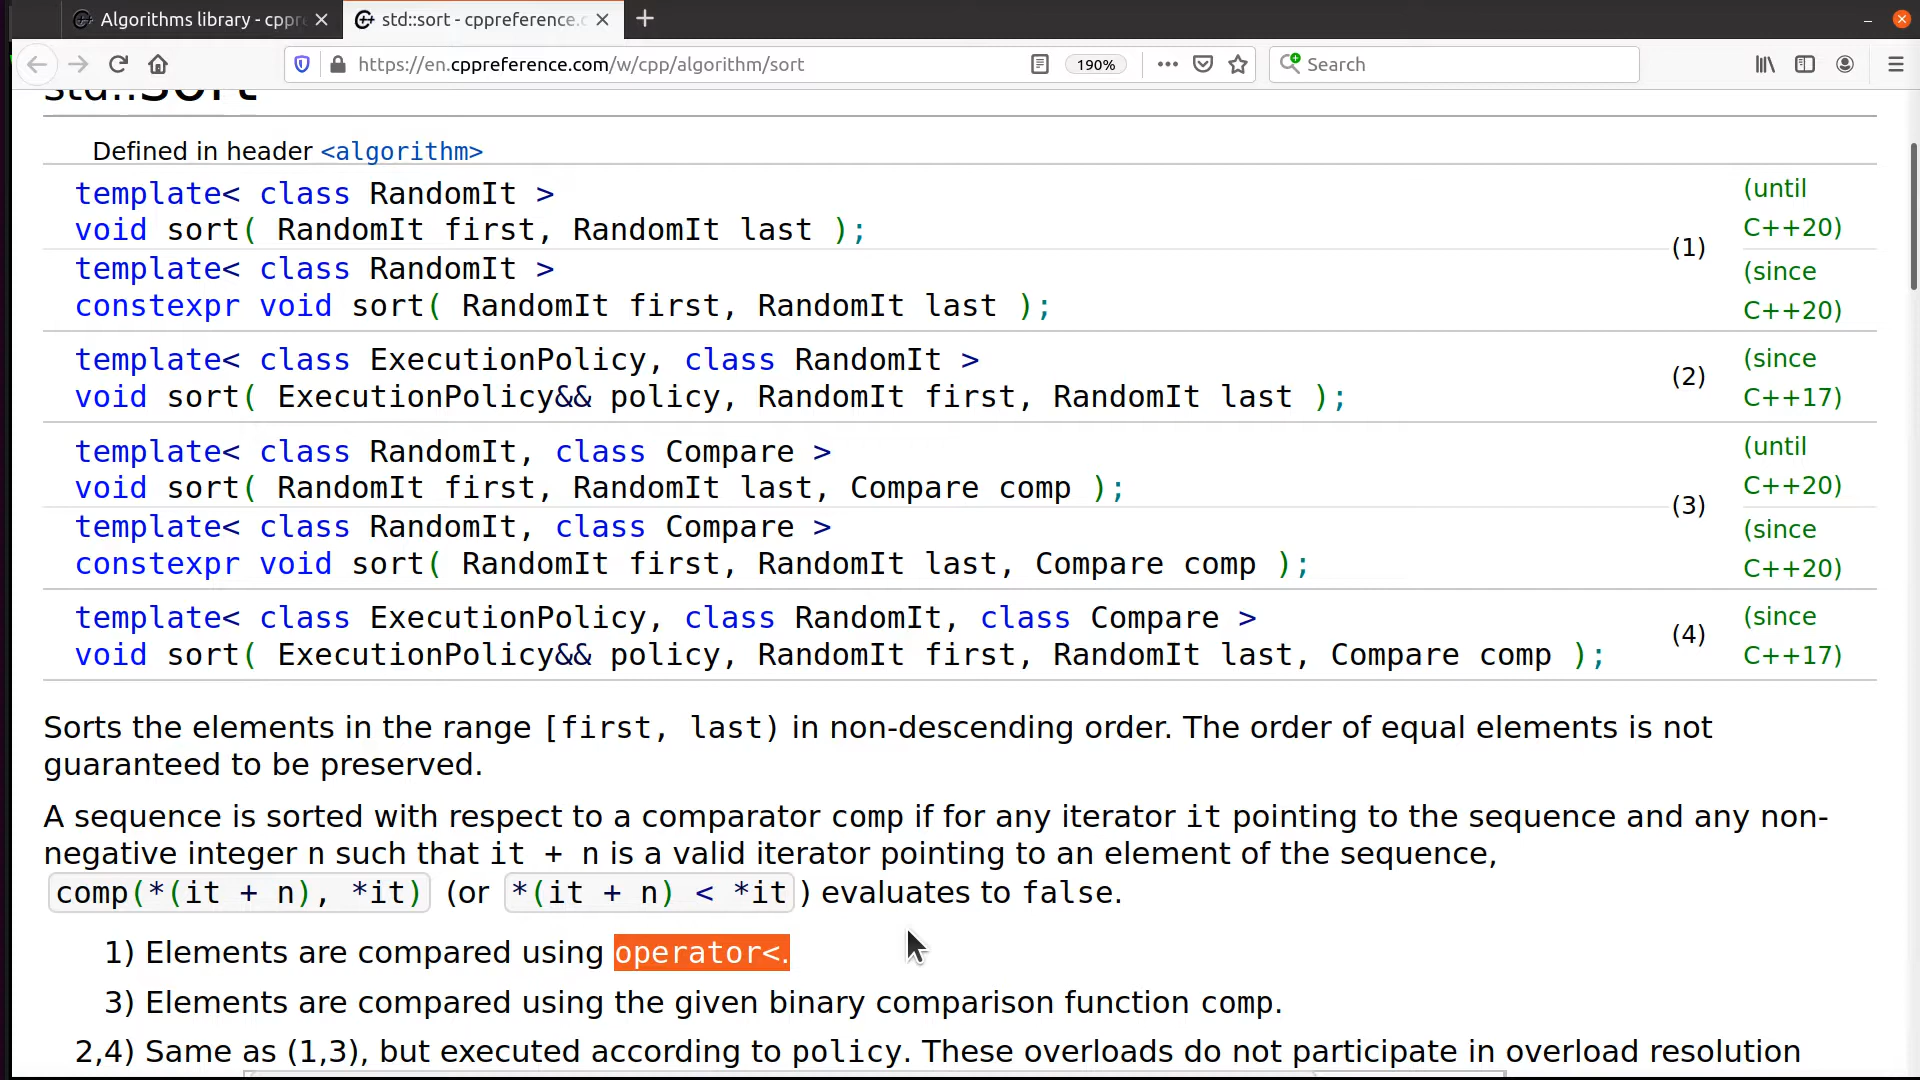 Algorithms library - cppre
std::sort - cppreference.c
https://en.cppreference.com/w/cpp/algorithm/sort
190%
Search
std::sort
Defined in header <algorithm>
template< class RandomIt >
void sort( RandomIt first, RandomIt last );
(until
C++20)
(1)
template< class RandomIt >
constexpr void sort( RandomIt first, RandomIt last );
(since
C++20)
template< class ExecutionPolicy, class RandomIt >
void sort( ExecutionPolicy&& policy, RandomIt first, RandomIt last );
(2)
(since
C++17)
template< class RandomIt, class Compare >
void sort( RandomIt first, RandomIt last, Compare comp );
(until
C++20)
(3)
template< class RandomIt, class Compare >
constexpr void sort( RandomIt first, RandomIt last, Compare comp );
(since
C++20)
template< class ExecutionPolicy, class RandomIt, class Compare >
void sort( ExecutionPolicy&& policy, RandomIt first, RandomIt last, Compare comp );
(4)
(since
C++17)
Sorts the elements in the range [first, last) in non-descending order. The order of equal elements is not
guaranteed to be preserved.
A sequence is sorted with respect to a comparator comp if for any iterator it pointing to the sequence and any non-
negative integer n such that it + n is a valid iterator pointing to an element of the sequence,
comp(*(it + n), *it) (or *(it + n) < *it) evaluates to false.
1) Elements are compared using operator<.
3) Elements are compared using the given binary comparison function comp.
2,4) Same as (1,3), but executed according to policy. These overloads do not participate in overload resolution